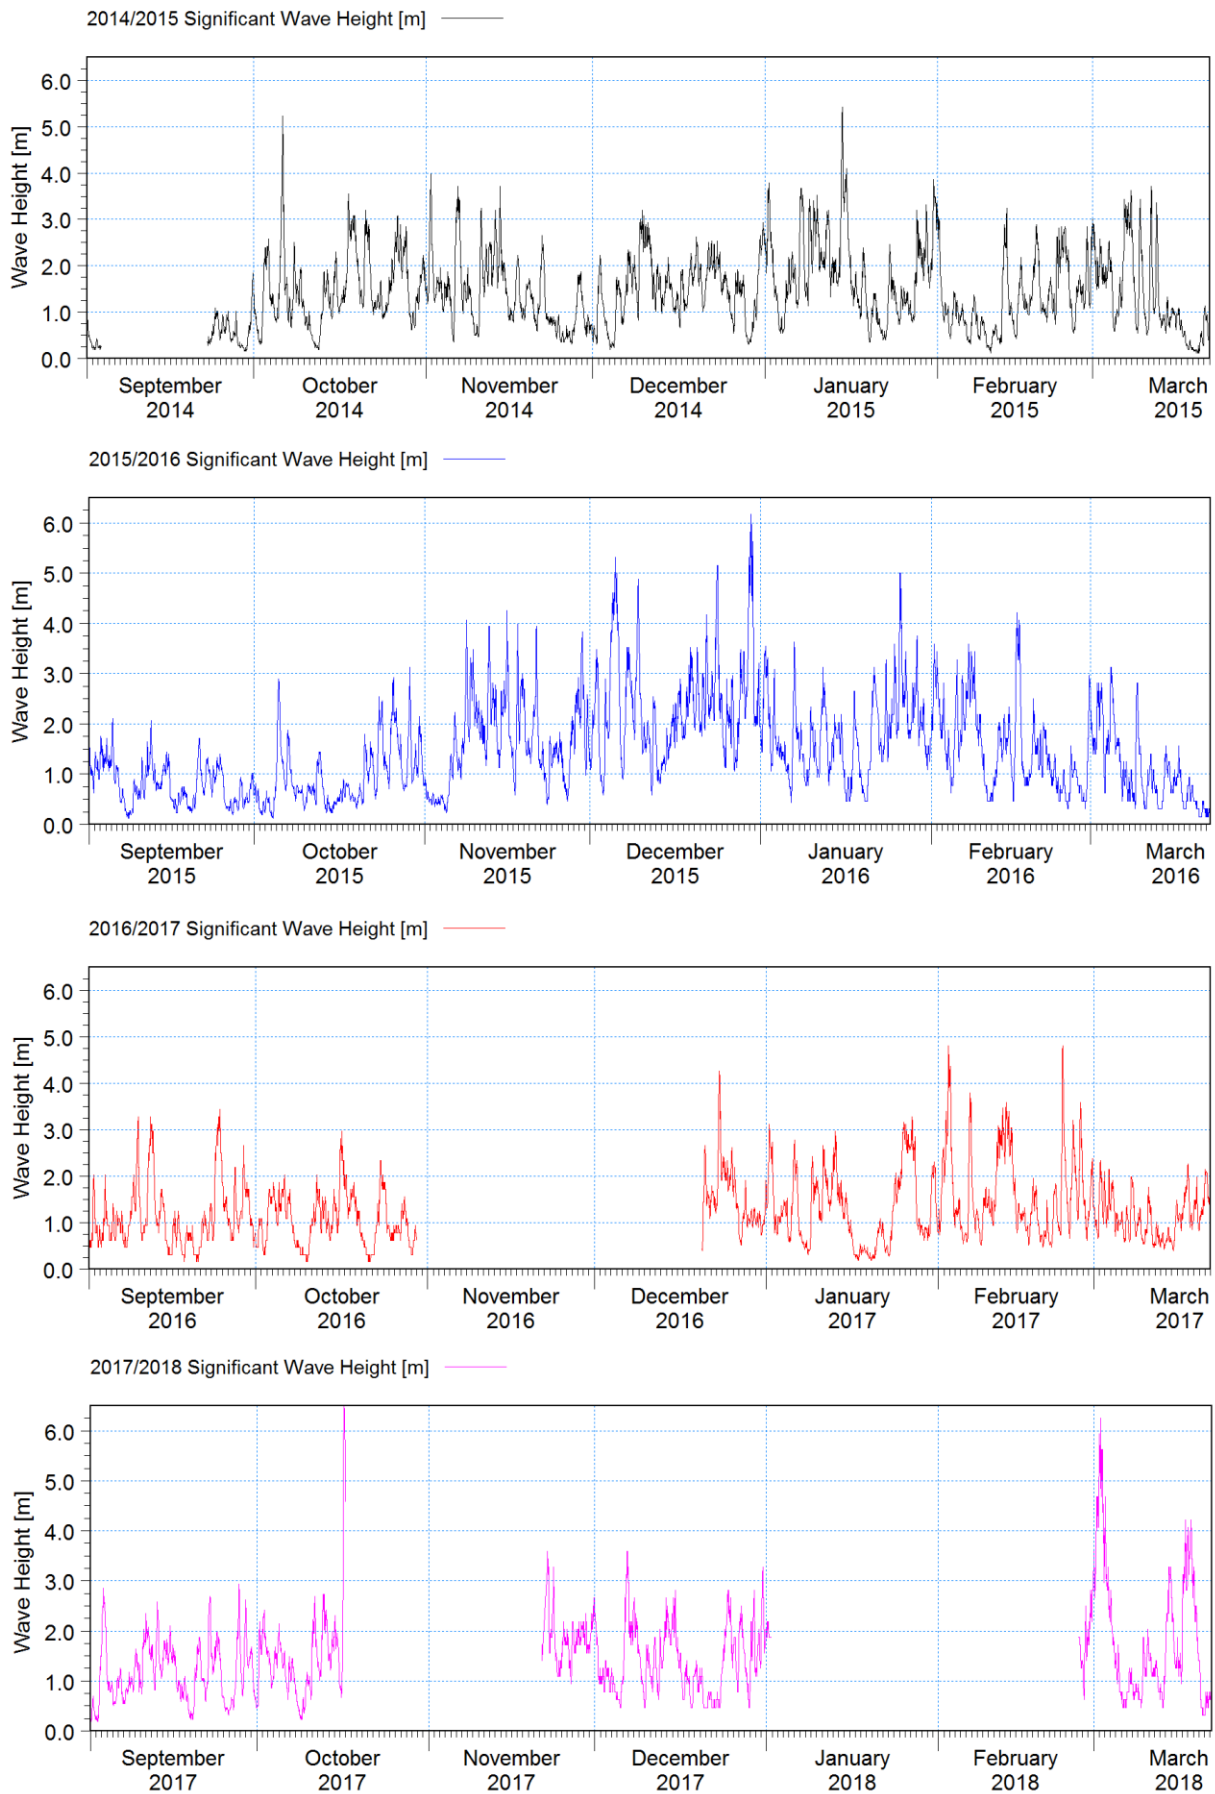 2014/2015 Significant Wave Height [m]
Wave Height [m]
6.0
5.0
4.0
3.0
2.0
1.0
0.0
September October November December January February March
2014 2014 2014 2014 2015 2015 2015
2015/2016 Significant Wave Height [m]
Wave Height [m]
6.0
5.0
4.0
3.0
2.0
1.0
0.0
September October November December January February March
2015 2015 2015 2015 2016 2016 2016
2016/2017 Significant Wave Height [m]
Wave Height [m]
6.0
5.0
4.0
3.0
2.0
1.0
0.0
September October November December January February March
2016 2016 2016 2016 2017 2017 2017
2017/2018 Significant Wave Height [m]
Wave Height [m]
6.0
5.0
4.0
3.0
2.0
1.0
0.0
September October November December January February March
2017 2017 2017 2017 2018 2018 2018